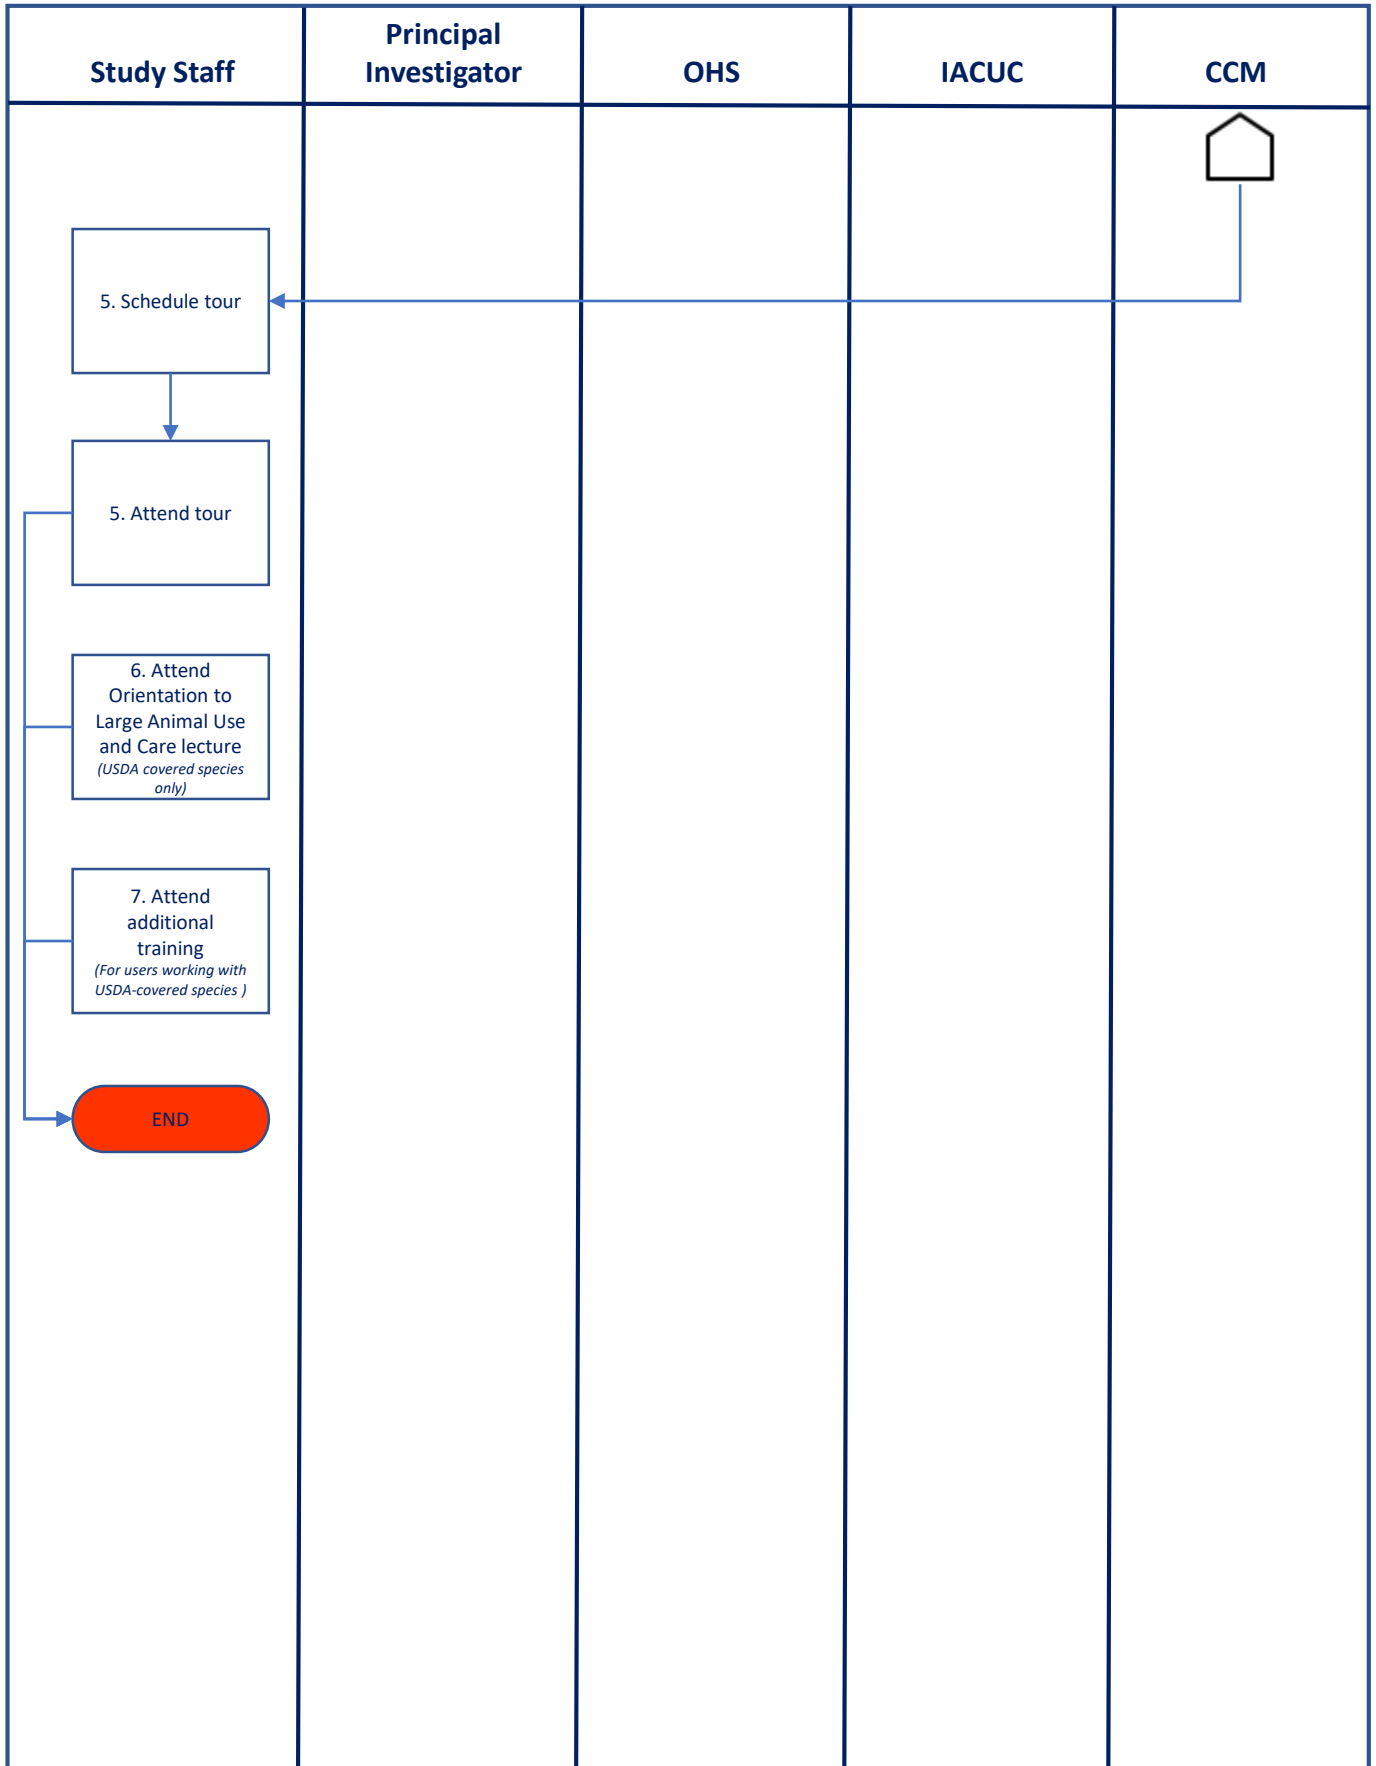 Study Staff
Principal
Investigator
OHS
IACUC
CCM
5. Schedule tour
5. Attend tour
6. Attend
Orientation to
Large Animal Use
and Care lecture
(USDA covered species
only)
7. Attend
additional
training
(For users working with
USDA-covered species )
END